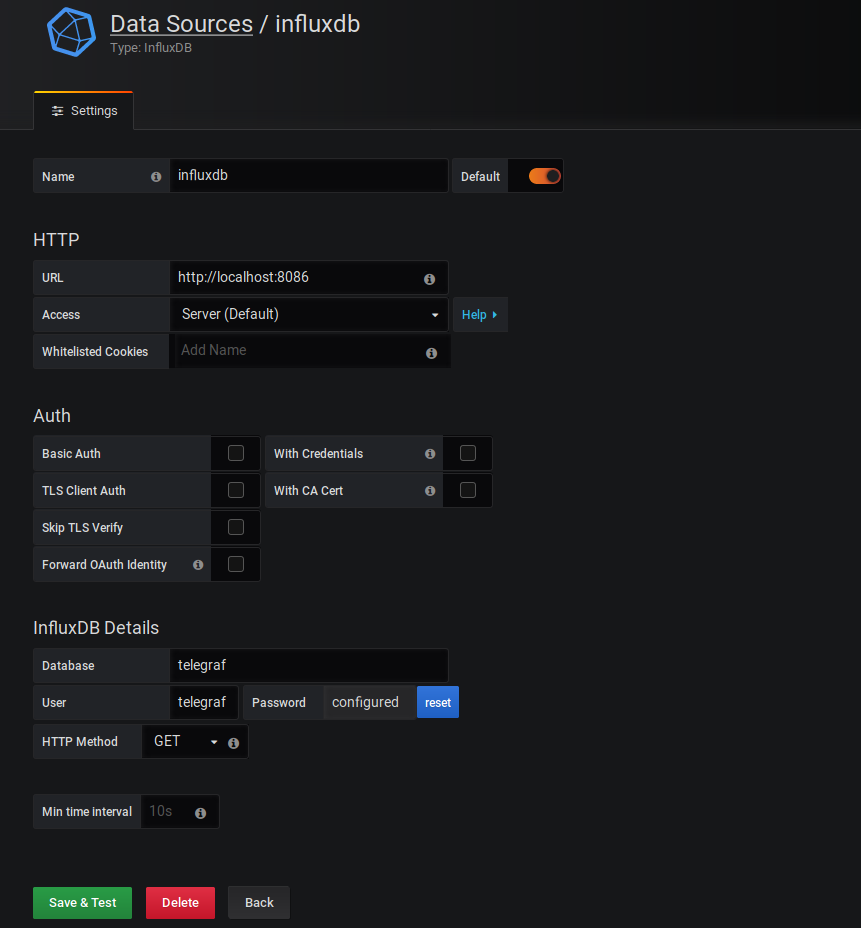 Data Sources / influxdb
Type: InfluxDB
Settings
Name influxdb Default
HTTP
URL http://localhost:8086
Access Server (Default) Help
Whitelisted Cookies Add Name
Auth
Basic Auth With Credentials
TLS Client Auth With CA Cert
Skip TLS Verify
Forward OAuth Identity
InfluxDB Details
Database telegraf
User telegraf Password configured reset
HTTP Method GET
Min time interval 10s
Save & Test Delete Back